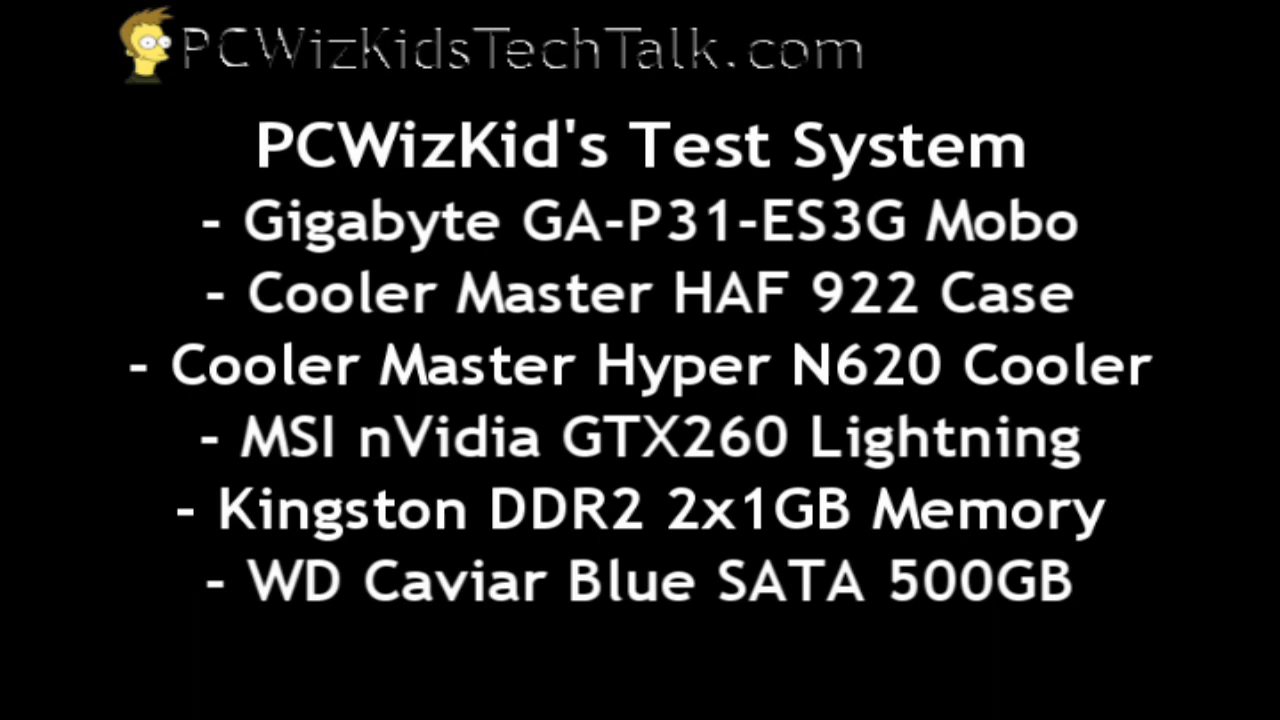 PCWizKidsTechTalk.com
PCWizKid's Test System
- Gigabyte GA-P31-ES3G Mobo
- Cooler Master HAF 922 Case
- Cooler Master Hyper N620 Cooler
- MSI nVidia GTX260 Lightning
- Kingston DDR2 2x1GB Memory
- WD Caviar Blue SATA 500GB